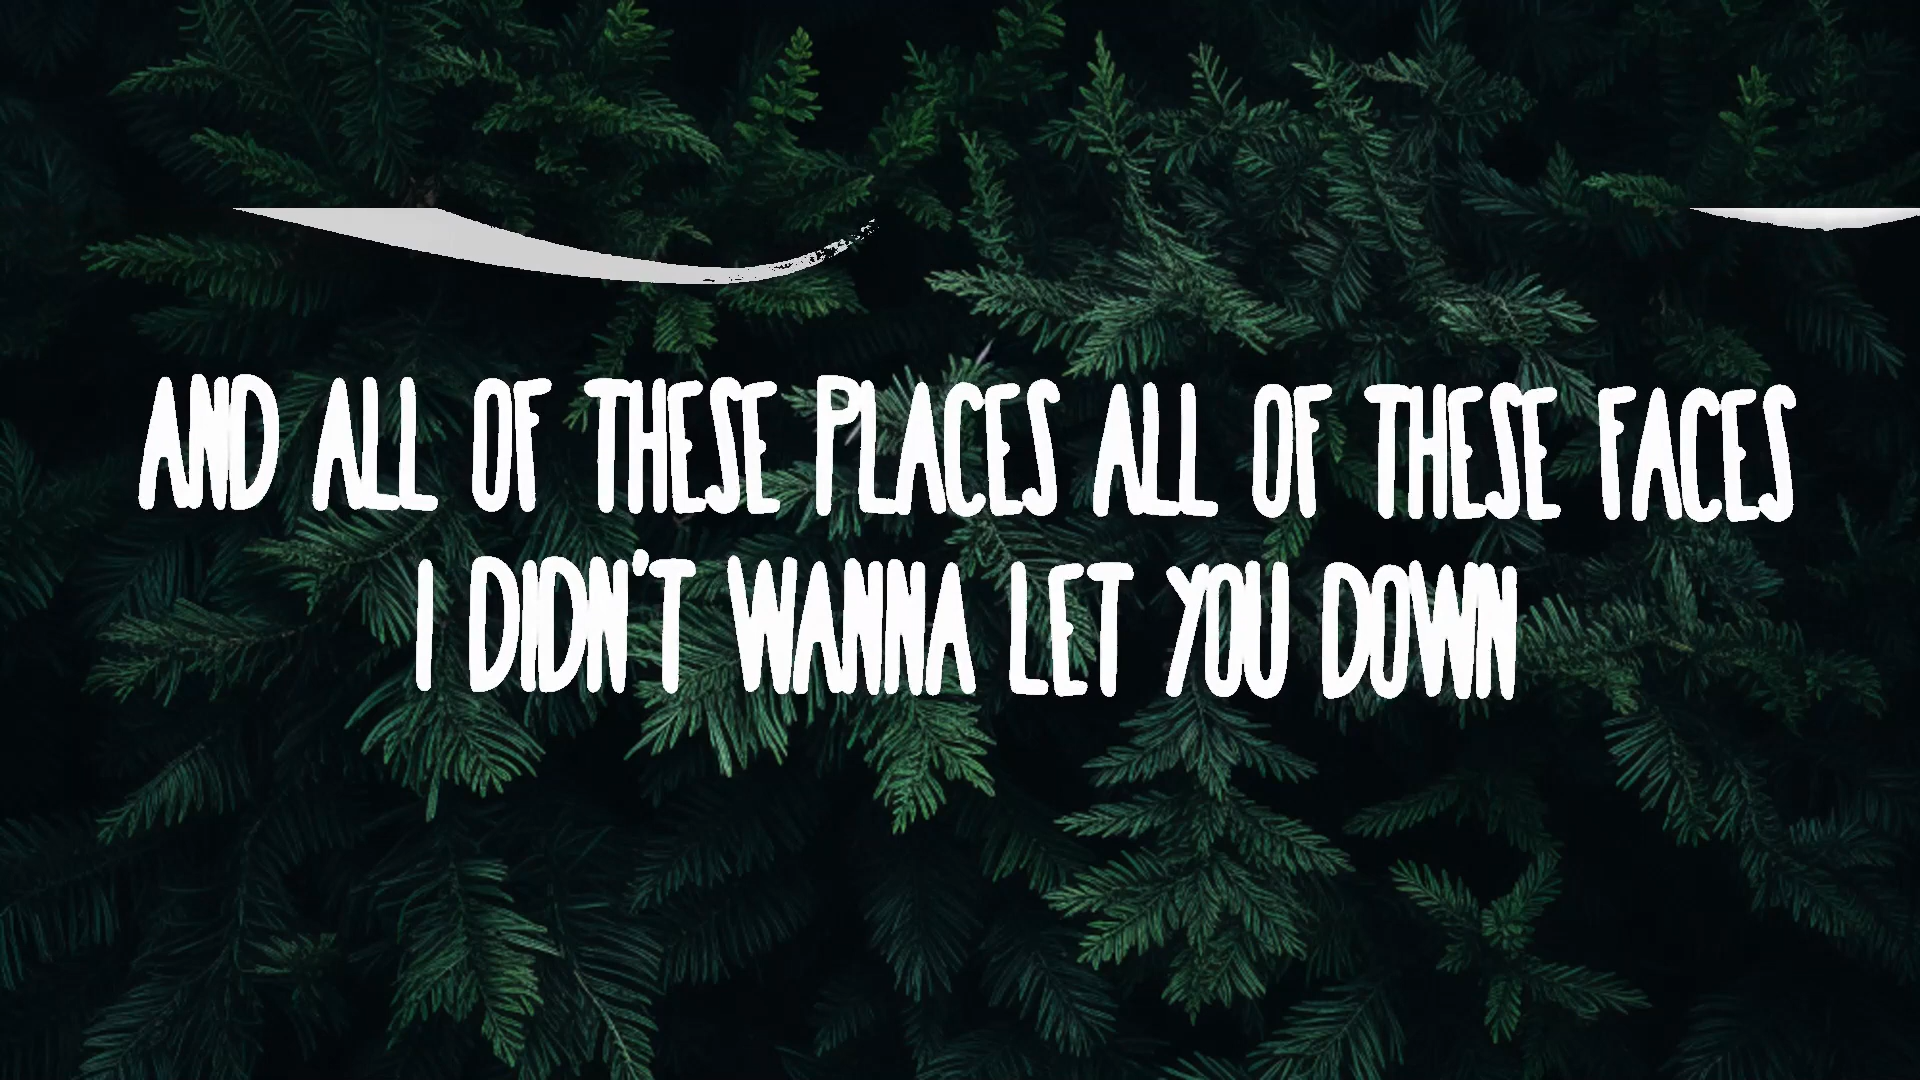 AND ALL OF THESE PLACES ALL OF THESE FACES
I DIDN'T WANNA LET YOU DOWN